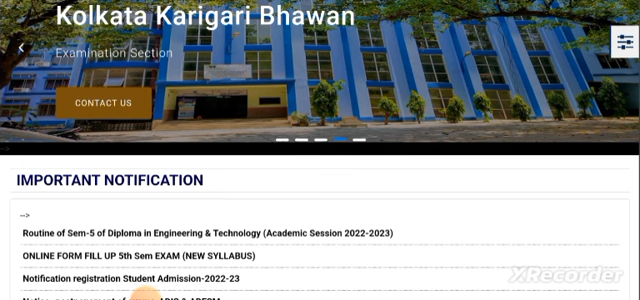 Kolkata Karigari Bhawan
Examination Section
CONTACT US
-->
IMPORTANT NOTIFICATION
-->
Routine of Sem-5 of Diploma in Engineering & Technology (Academic Session 2022-2023)
ONLINE FORM FILL UP 5th Sem EXAM (NEW SYLLABUS)
Notification registration Student Admission-2022-23
XRecorder